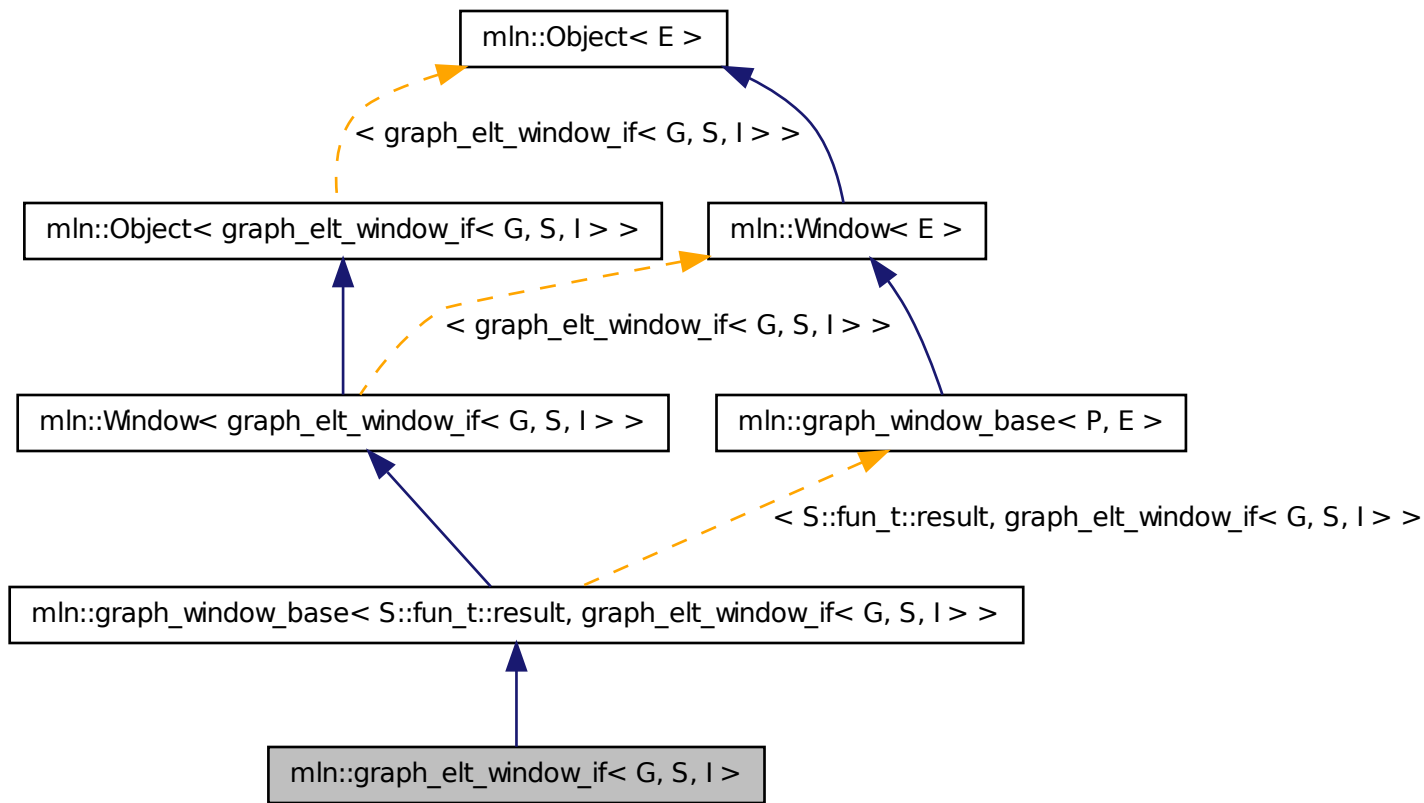 mln::Object< E >
< graph_elt_window_if< G, S, I > >
mln::Object< graph_elt_window_if< G, S, I > >
mln::Window< E >
< graph_elt_window_if< G, S, I > >
mln::Window< graph_elt_window_if< G, S, I > >
mln::graph_window_base< P, E >
< S::fun_t::result, graph_elt_window_if< G, S, I > >
mln::graph_window_base< S::fun_t::result, graph_elt_window_if< G, S, I > >
mln::graph_elt_window_if< G, S, I >